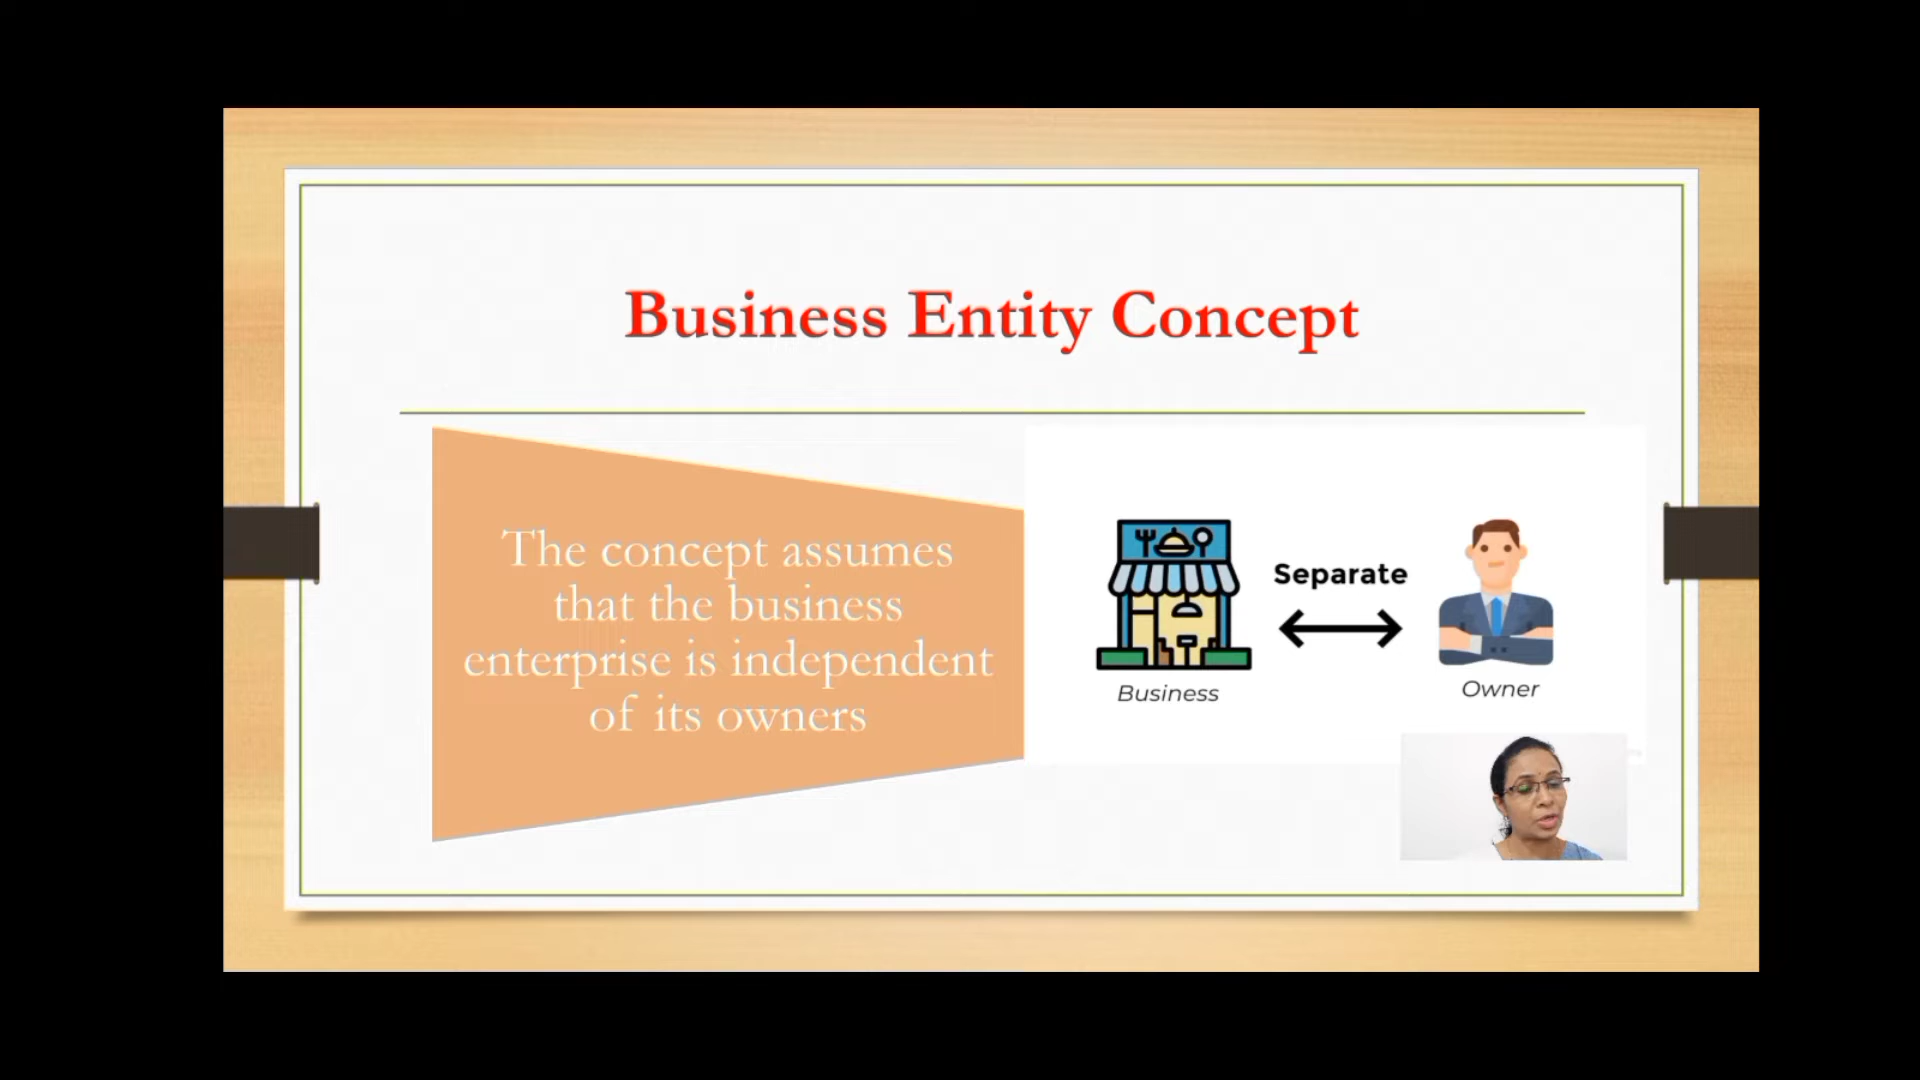 Business Entity Concept
The concept assumes
that the business
enterprise is independent
of its owners
Separate
Business
Owner